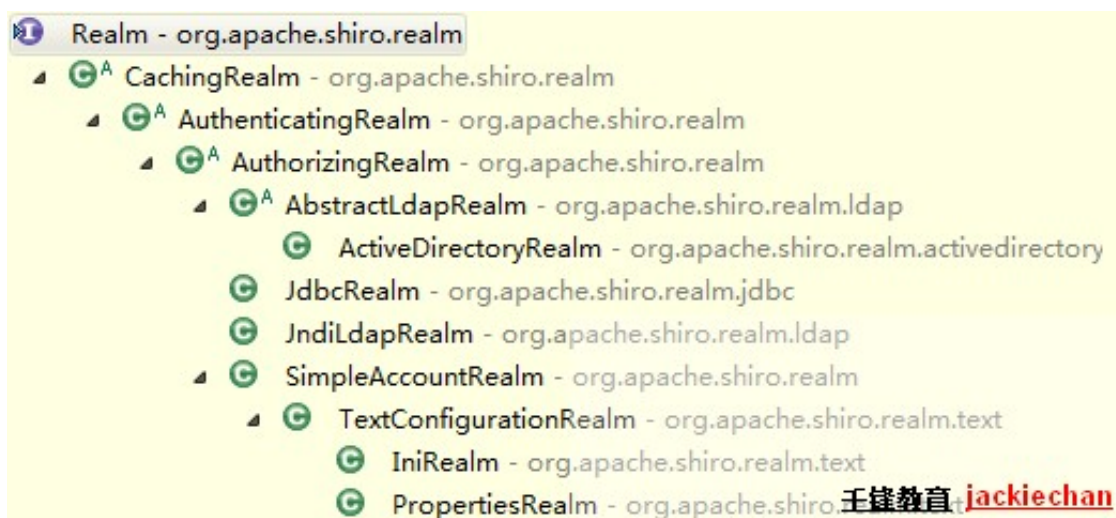 Realm - org.apache.shiro.realm
CachingRealm - org.apache.shiro.realm
AuthenticatingRealm - org.apache.shiro.realm
AuthorizingRealm - org.apache.shiro.realm
AbstractLdapRealm - org.apache.shiro.realm.ldap
ActiveDirectoryRealm - org.apache.shiro.realm.activedirectory
JdbcRealm - org.apache.shiro.realm.jdbc
JndiLdapRealm - org.apache.shiro.realm.ldap
SimpleAccountRealm - org.apache.shiro.realm
TextConfigurationRealm - org.apache.shiro.realm.text
IniRealm - org.apache.shiro.realm.text
PropertiesRealm - org.apache.shiro. 千锋教育 jackiechan